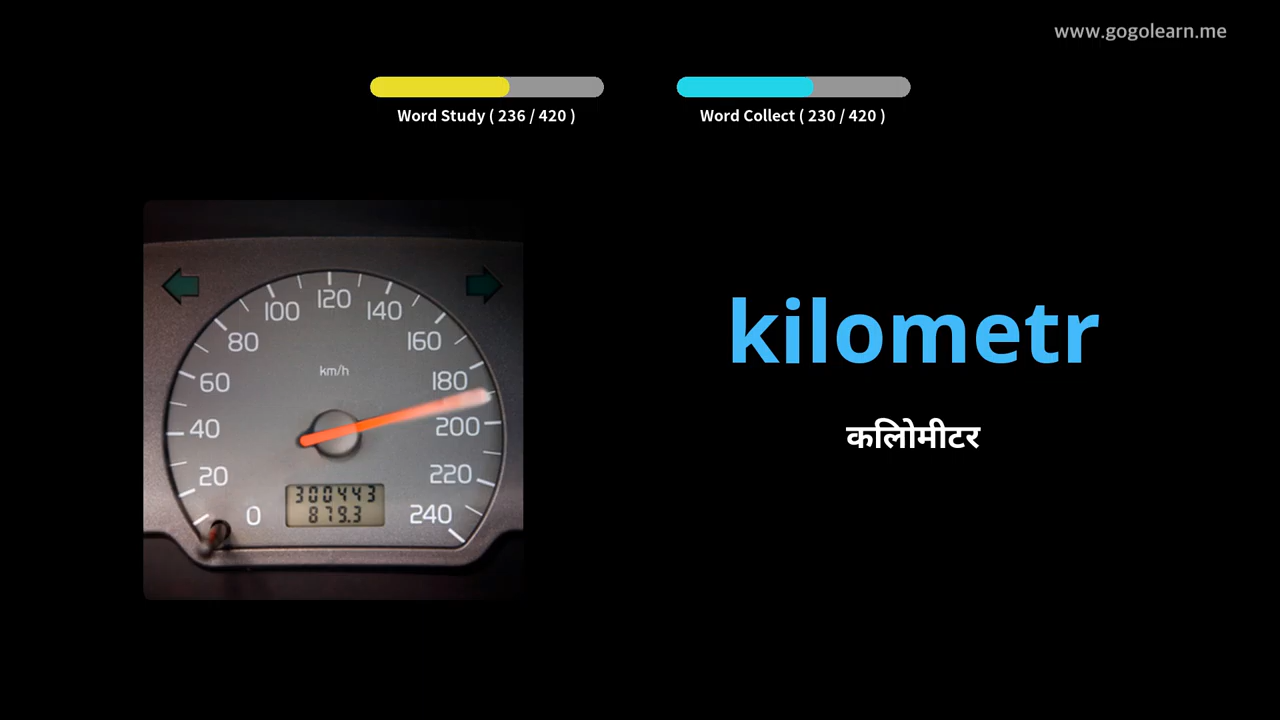 www.gogolearn.me
Word Study ( 236 / 420 )
Word Collect ( 230 / 420 )
kilometr
किलोमीटर
100 120 140
80 160
km/h
60 180
40 200
20 220
300443
0 240
879.3